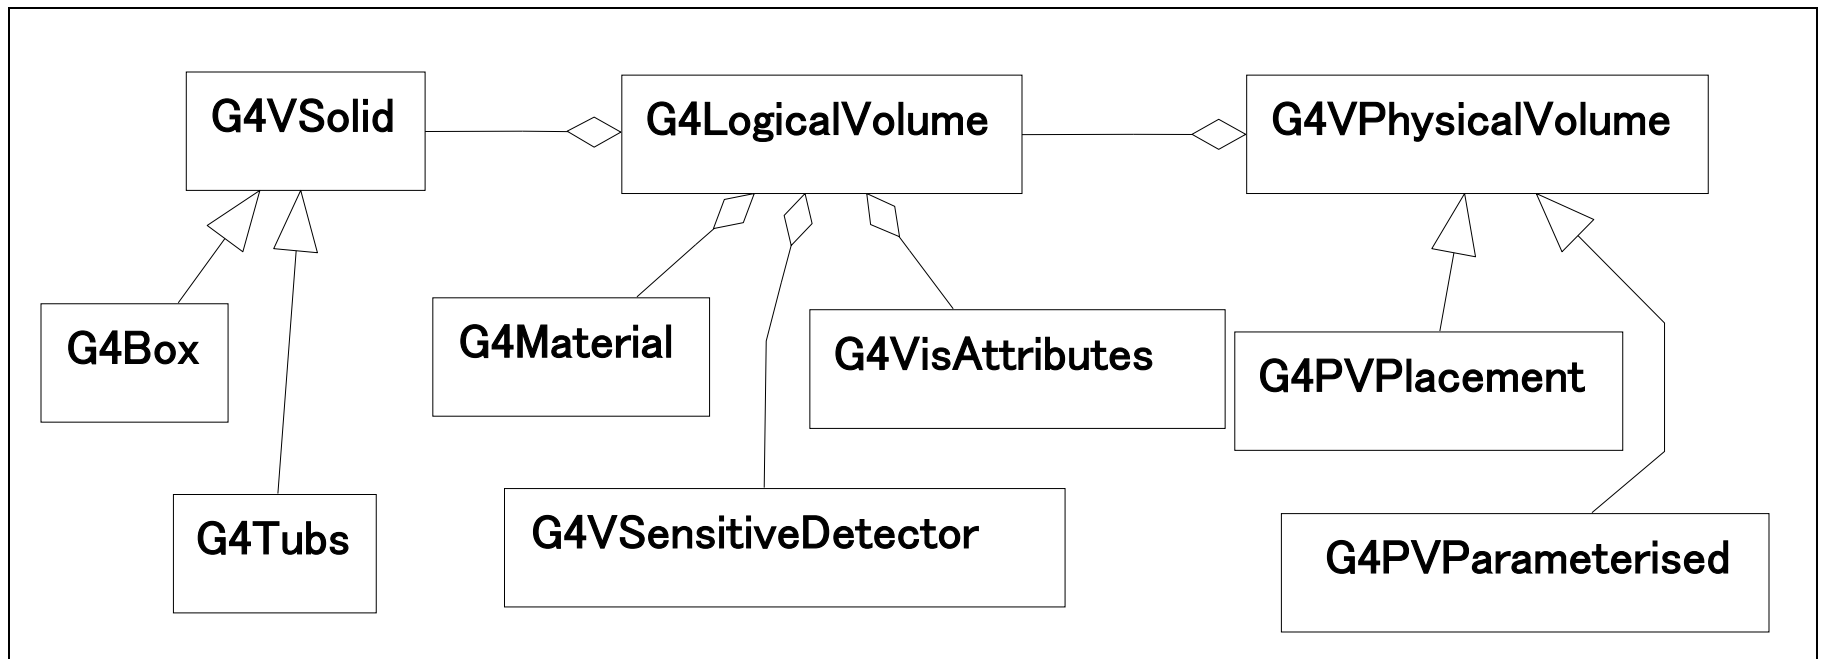 G4VSolid
G4LogicalVolume
G4VPhysicalVolume
G4Box
G4Material
G4VisAttributes
G4PVPlacement
G4Tubs
G4VSensitiveDetector
G4PVParameterised